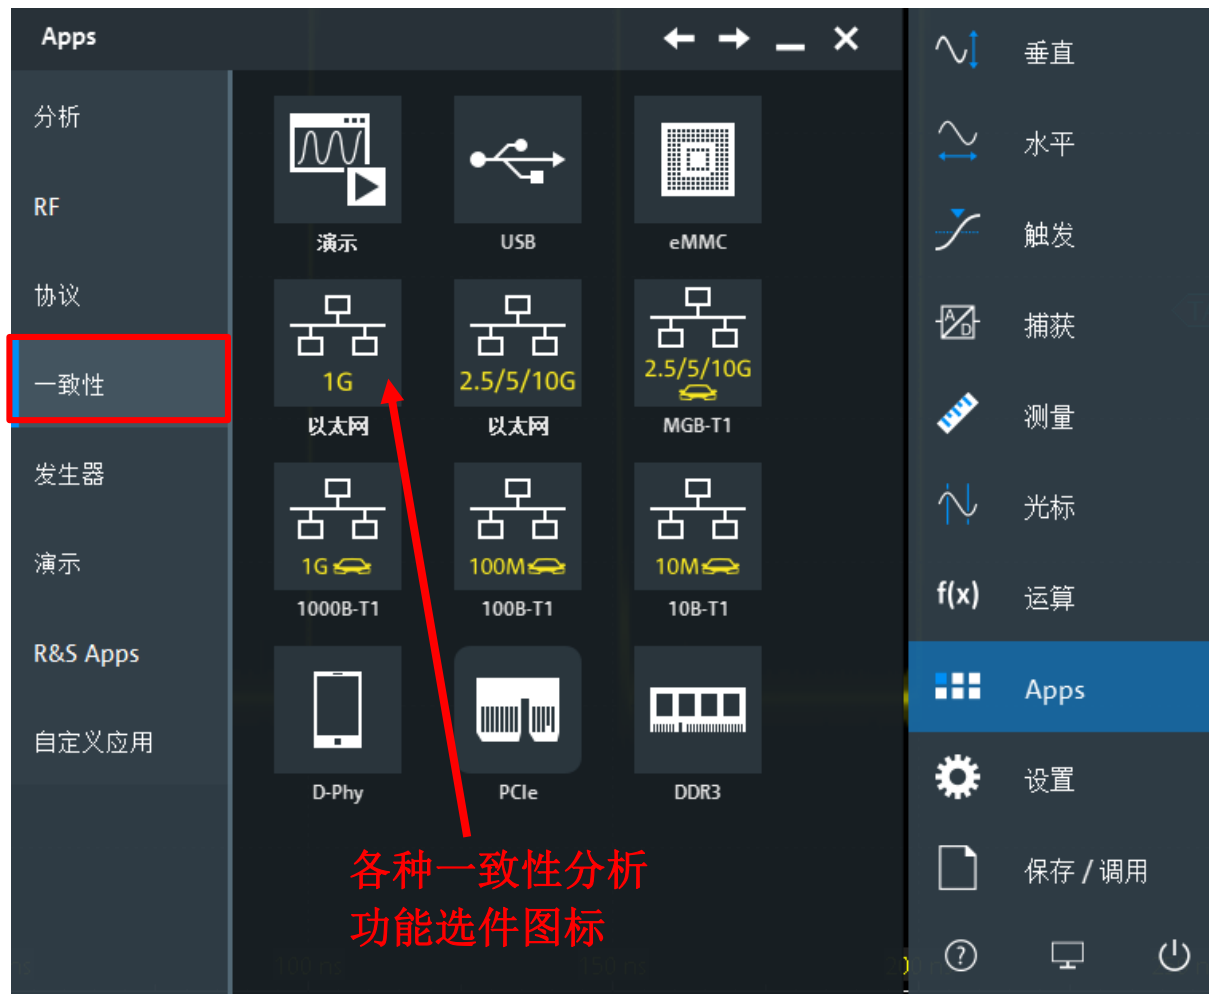 Apps
分析
RF
协议
一致性
发生器
演示
R&S Apps
自定义应用
演示
USB
eMMC
1G
以太网
2.5/5/10G
以太网
2.5/5/10G
MGB-T1
1G
1000B-T1
100M
100B-T1
10M
10B-T1
D-Phy
PCIe
DDR3
各种一致性分析
功能选件图标
垂直
水平
触发
A
D
捕获
测量
光标
f(x)
运算
Apps
设置
保存 / 调用
?
100 ns
150 ns